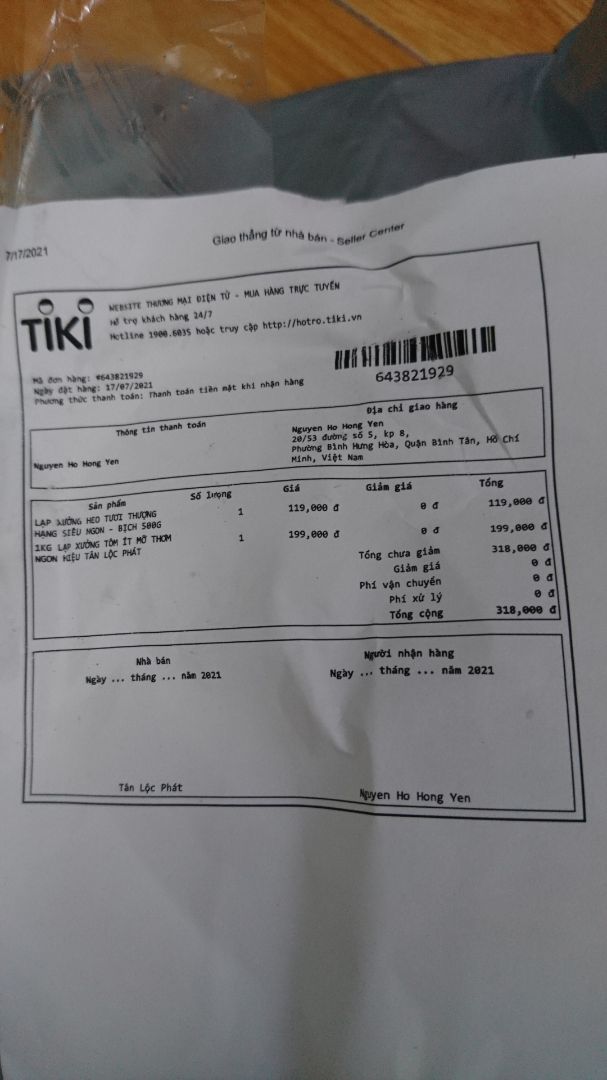 7/17/2021
Giao thẳng từ nhà bán - Seller Center
TIKI
WEBSITE THƯƠNG MẠI ĐIỆN TỬ - MUA HÀNG TRỰC TUYẾN
Hỗ trợ khách hàng 24/7
Hotline 1900.6035 hoặc truy cập http://hotro.tiki.vn
643821929
Mã đơn hàng: #643821929
Ngày đặt hàng: 17/07/2021
Phương thức thanh toán: Thanh toán tiền mặt khi nhận hàng
Thông tin thanh toán
Nguyen Ho Hong Yen
Địa chỉ giao hàng
Nguyen Ho Hong Yen
20/53 đường số 5, kp 8,
Phường Bình Hưng Hòa, Quận Bình Tân, Hồ Chí
Minh, Việt Nam
Sản phẩm Số lượng Giá Giảm giá Tổng
LẠP XƯỞNG HEO TƯƠI THƯỢNG 1 119,000 đ 0 đ 119,000 đ
HẠNG SIÊU NGON - BỊCH 500G
1KG LẠP XƯỞNG TÔM ÍT MỠ THƠM 1 199,000 đ 0 đ 199,000 đ
NGON HIỆU TÂN LỘC PHÁT
Tổng chưa giảm 318,000 đ
Giảm giá 0 đ
Phí vận chuyển 0 đ
Phí xử lý 0 đ
Tổng cộng 318,000 đ
Nhà bán
Ngày ... tháng ... năm 2021
Tân Lộc Phát
Người nhận hàng
Ngày ... tháng ... năm 2021
Nguyen Ho Hong Yen